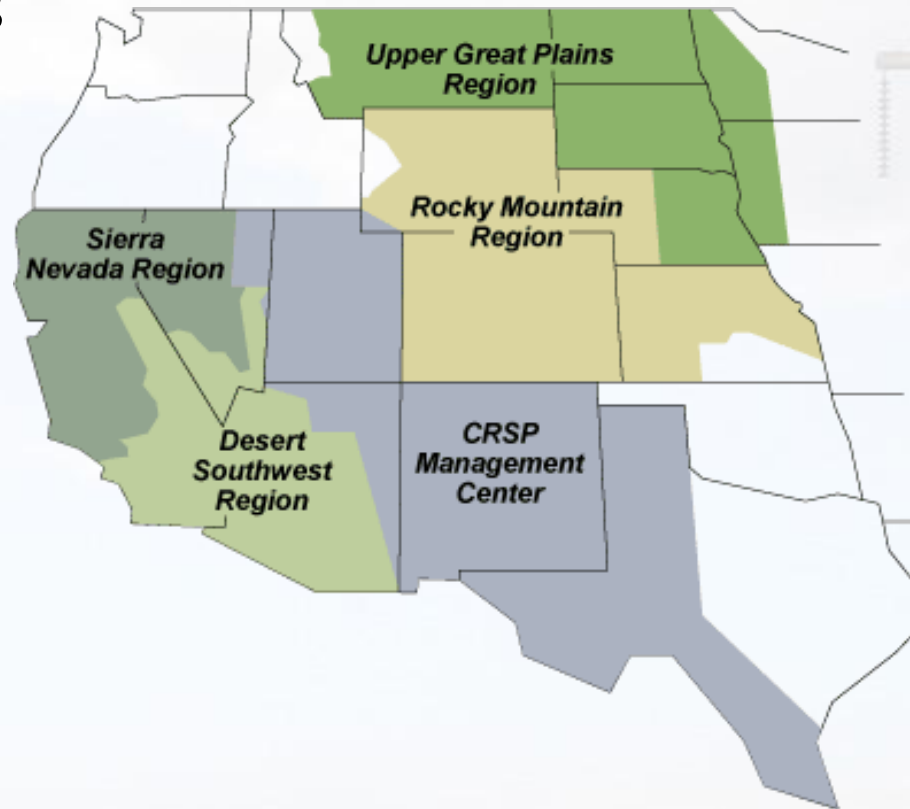 Upper Great Plains
Region
Rocky Mountain
Region
Sierra
Nevada Region
Desert
Southwest
Region
CRSP
Management
Center